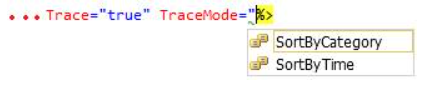 ...Trace="true" TraceMode="%>
SortByCategory
SortByTime